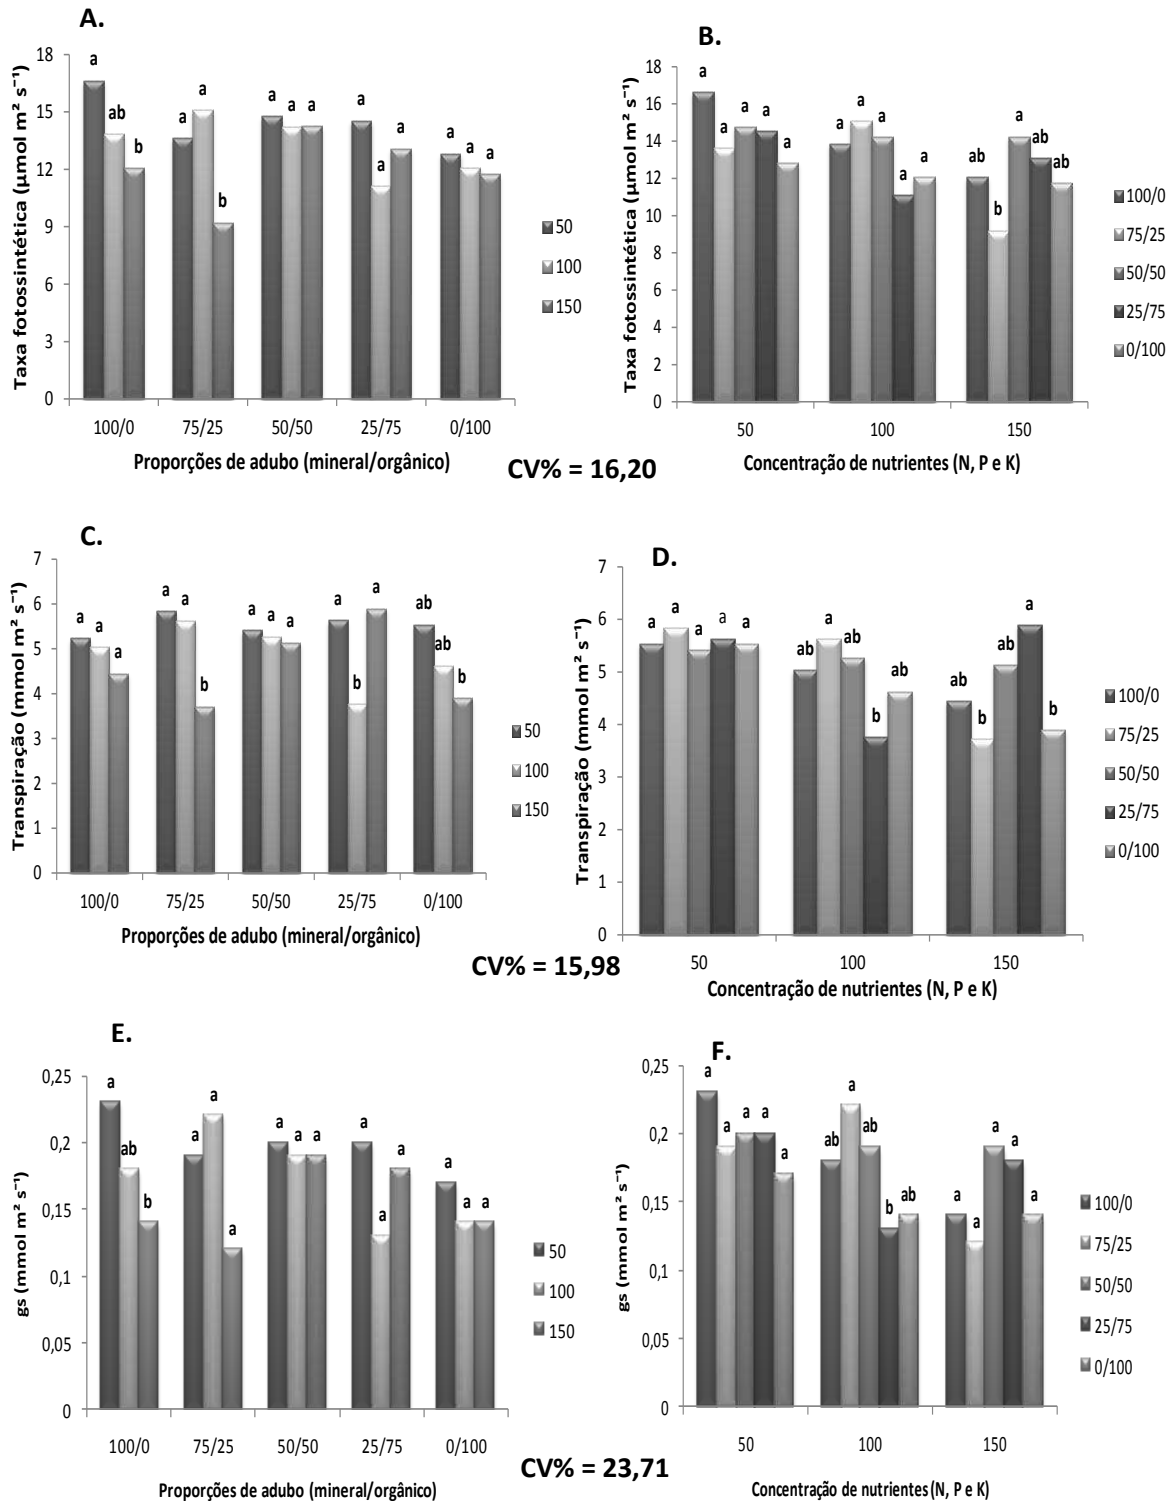 A.
18
15
12
9
6
3
0
Taxa fotossintética (µmol m² s⁻¹)
a
ab
b
a
a
b
a
a
a
a
a
a
a
a
a
100/0 75/25 50/50 25/75 0/100
Proporções de adubo (mineral/orgânico)
50
100
150
B.
18
16
14
12
10
8
6
4
2
0
Taxa fotossintética (µmol m² s⁻¹)
a
a
a
a
a
a
a
a
a
a
ab
b
a
ab
ab
50 100 150
Concentração de nutrientes (N, P e K)
100/0
75/25
50/50
25/75
0/100
CV% = 16,20
C.
7
6
5
4
3
2
1
0
Transpiração (mmol m² s⁻¹)
a
a
a
a
a
b
a
a
a
a
b
a
ab
ab
b
100/0 75/25 50/50 25/75 0/100
Proporções de adubo (mineral/orgânico)
50
100
150
D.
7
6
5
4
3
2
1
0
Transpiração (mmol m² s⁻¹)
a
a
a
a
a
ab
a
ab
b
ab
ab
b
ab
a
b
50 100 150
Concentração de nutrientes (N, P e K)
100/0
75/25
50/50
25/75
0/100
CV% = 15,98
E.
0,25
0,2
0,15
0,1
0,05
0
gs (mmol m² s⁻¹)
a
ab
b
a
a
a
a
a
a
a
a
a
a
a
a
100/0 75/25 50/50 25/75 0/100
Proporções de adubo (mineral/orgânico)
50
100
150
F.
0,25
0,2
0,15
0,1
0,05
0
gs (mmol m² s⁻¹)
a
a
a
a
a
ab
a
ab
b
ab
a
a
a
a
a
50 100 150
Concentração de nutrientes (N, P e K)
100/0
75/25
50/50
25/75
0/100
CV% = 23,71